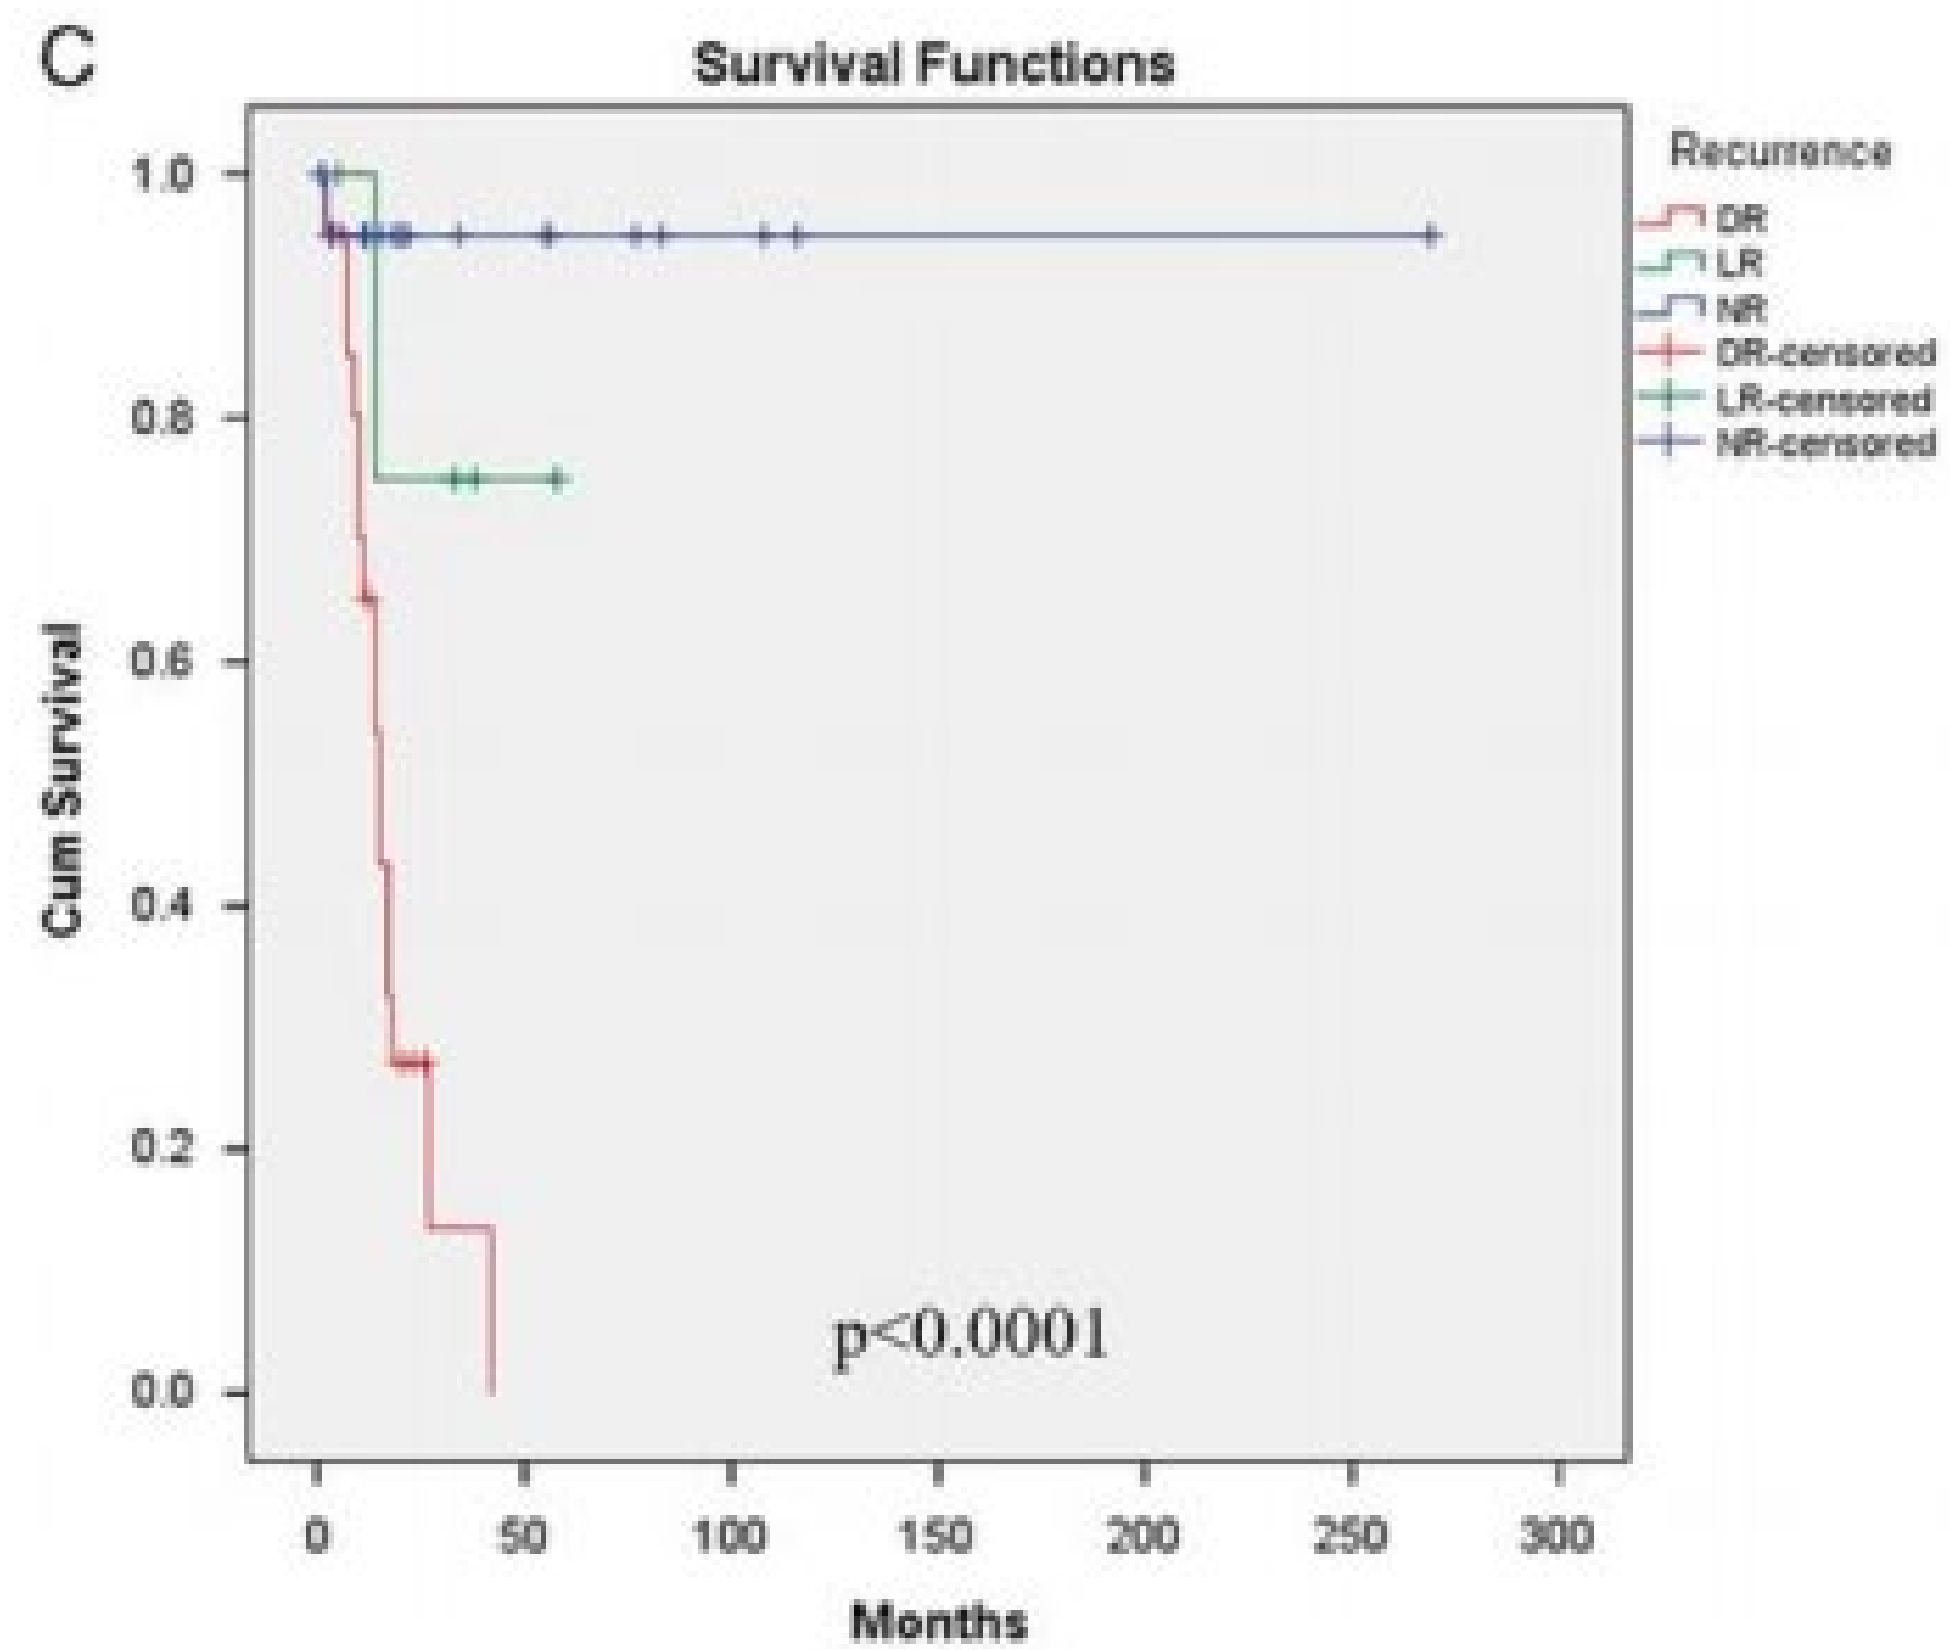 C
Survival Functions
Recurrence
DR
LR
NR
DR-censored
LR-censored
NR-censored
1.0
0.8
0.6
0.4
0.2
0.0
Cum Survival
p<0.0001
0 50 100 150 200 250 300
Months